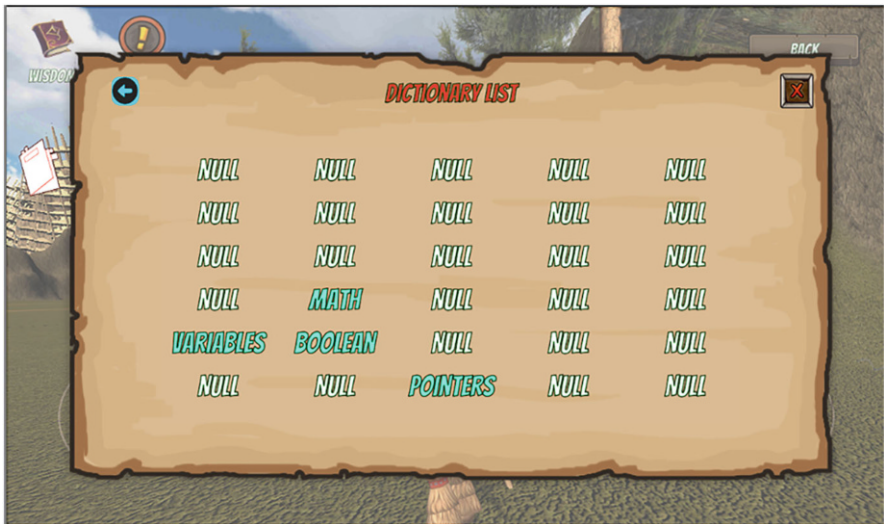 BACK
WISDOM
DICTIONARY LIST
X
NULL NULL NULL NULL NULL
NULL NULL NULL NULL NULL
NULL NULL NULL NULL NULL
NULL MATH NULL NULL NULL
VARIABLES BOOLEAN NULL NULL NULL
NULL NULL POINTERS NULL NULL